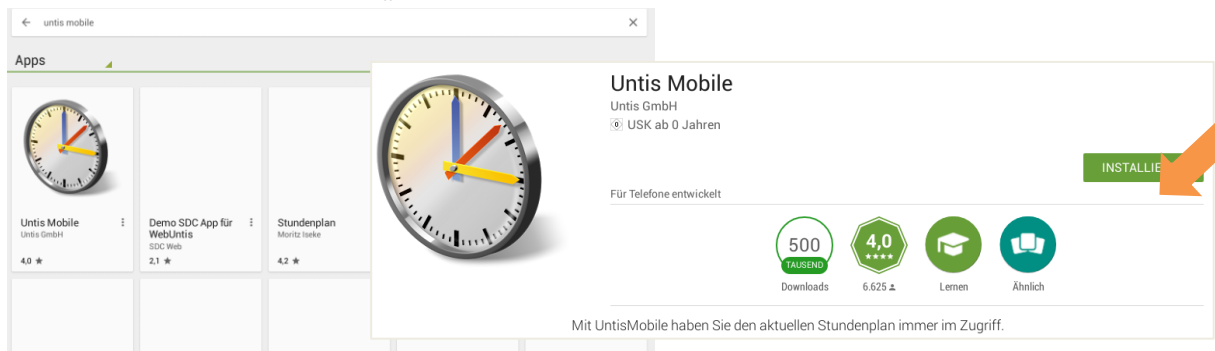 untis mobile
Apps
Untis Mobile
Untis GmbH
4,0 ★
Demo SDC App für
WebUntis
SDC Web
2,1 ★
Stundenplan
Moritz Iseke
4,2 ★
Untis Mobile
Untis GmbH
0 USK ab 0 Jahren
INSTALLIE
Für Telefone entwickelt
500
TAUSEND
Downloads
4,0
★★★★
6.625
Lernen
Ähnlich
Mit UntisMobile haben Sie den aktuellen Stundenplan immer im Zugriff.